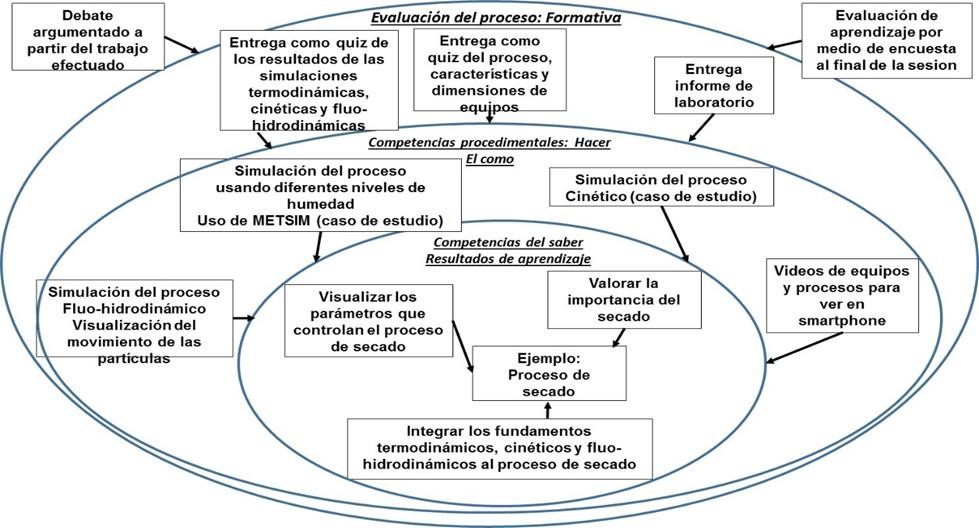 Evaluación del proceso: Formativa
Debate
argumentado a
partir del trabajo
efectuado
Entrega como quiz de
los resultados de las
simulaciones
termodinámicas,
cinéticas y fluo-
hidrodinámicas
Entrega como
quiz del proceso,
características y
dimensiones de
equipos
Entrega
informe de
laboratorio
Evaluación de
aprendizaje por
medio de encuesta
al final de la sesion
Competencias procedimentales: Hacer
El como
Simulación del proceso
usando diferentes niveles de
humedad
Uso de METSIM (caso de estudio)
Simulación del proceso
Cinético (caso de estudio)
Competencias del saber
Resultados de aprendizaje
Simulación del proceso
Fluo-hidrodinámico
Visualización del
movimiento de las
partículas
Visualizar los
parámetros que
controlan el proceso
de secado
Valorar la
importancia del
secado
Videos de equipos
y procesos para
ver en
smartphone
Ejemplo:
Proceso de
secado
Integrar los fundamentos
termodinámicos, cinéticos y fluo-
hidrodinámicos al proceso de secado